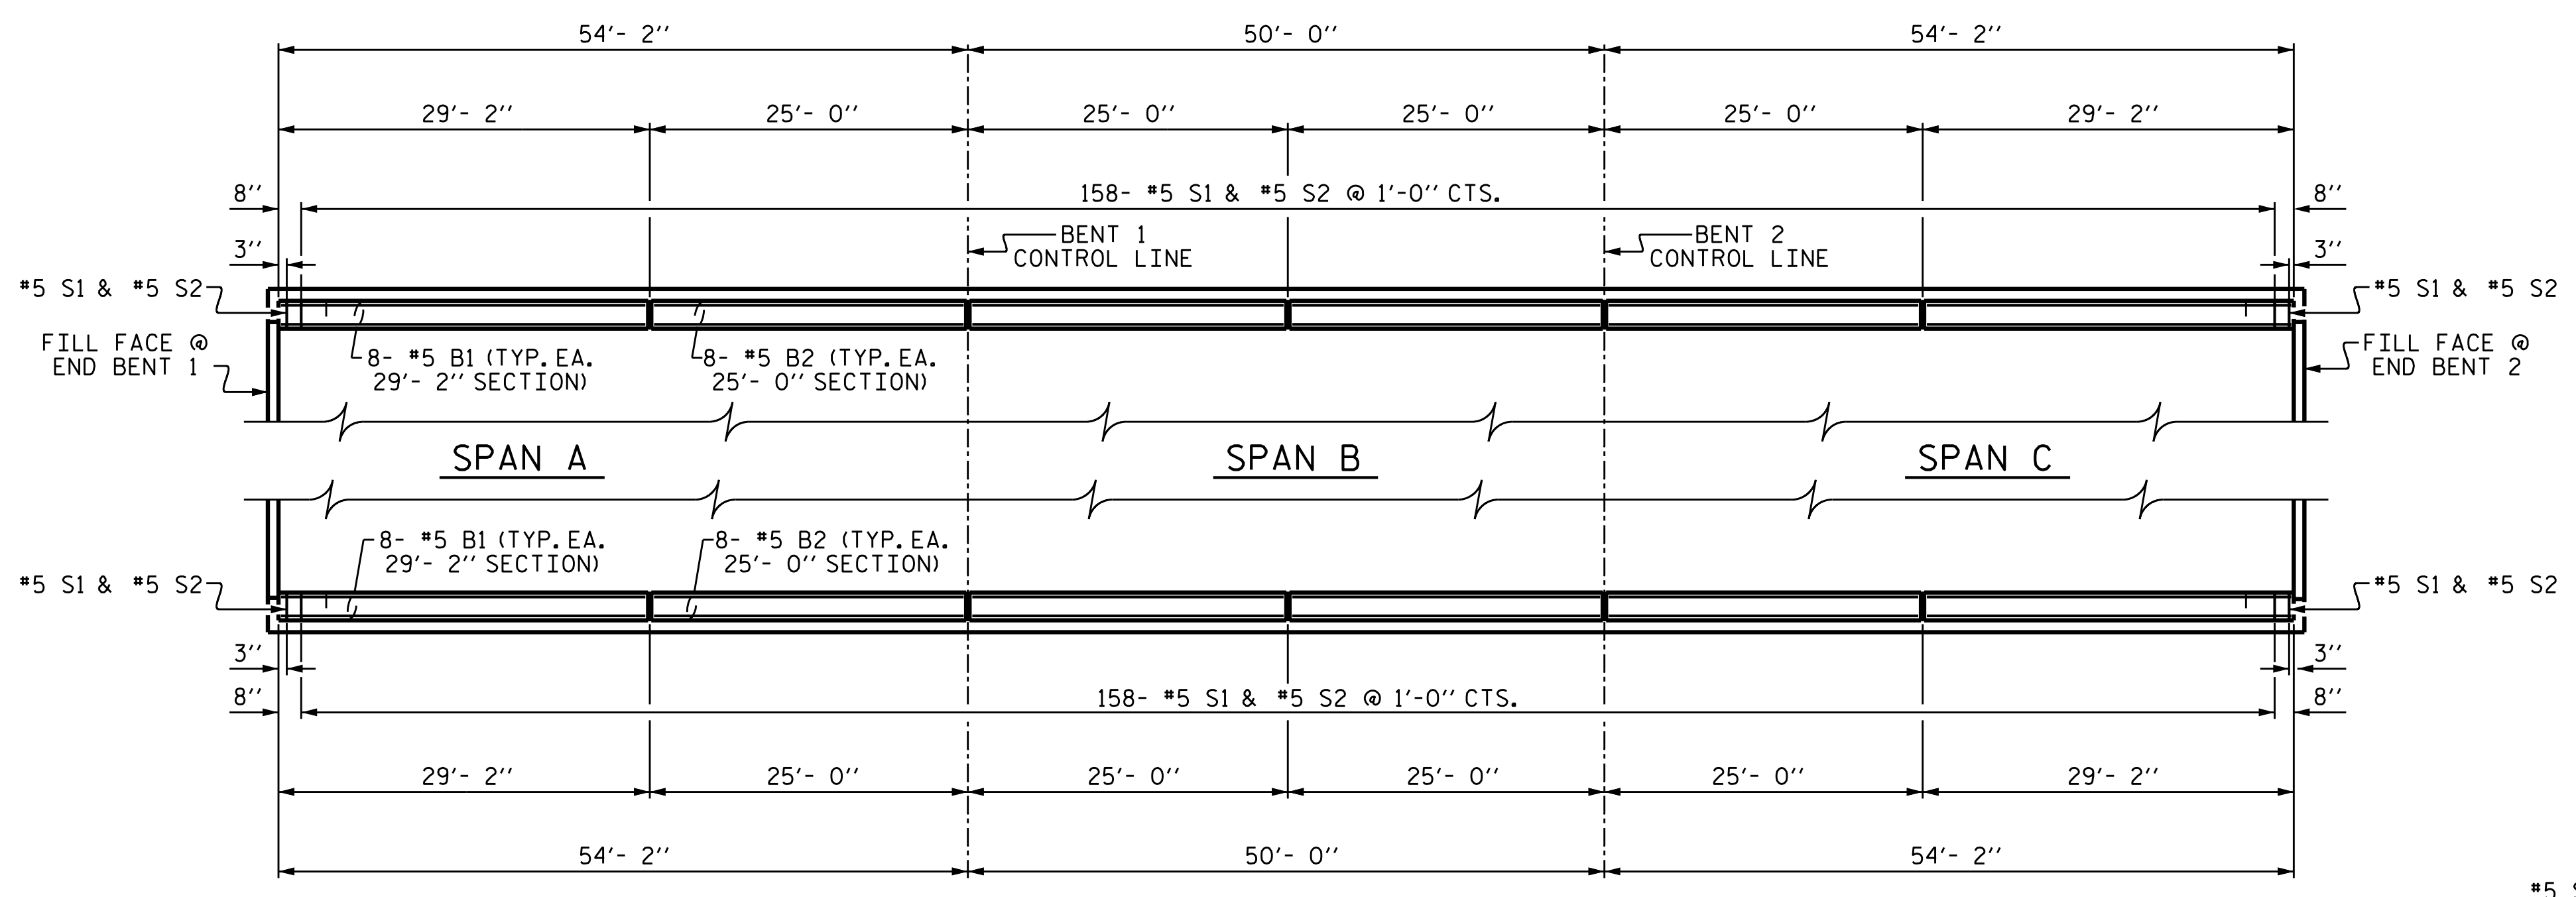 54'- 2"
50'- 0"
54'- 2"
29'- 2"
25'- 0"
25'- 0"
25'- 0"
25'- 0"
29'- 2"
8"
158- #5 S1 & #5 S2 @ 1'-0" CTS.
8"
3"
BENT 1
CONTROL LINE
BENT 2
CONTROL LINE
3"
#5 S1 & #5 S2
#5 S1 & #5 S2
FILL FACE @
END BENT 1
8- #5 B1 (TYP. EA.
29'- 2" SECTION)
8- #5 B2 (TYP. EA.
25'- 0" SECTION)
FILL FACE @
END BENT 2
SPAN A
SPAN B
SPAN C
8- #5 B1 (TYP. EA.
29'- 2" SECTION)
8- #5 B2 (TYP. EA.
25'- 0" SECTION)
#5 S1 & #5 S2
#5 S1 & #5 S2
3"
3"
8"
158- #5 S1 & #5 S2 @ 1'-0" CTS.
8"
29'- 2"
25'- 0"
25'- 0"
25'- 0"
25'- 0"
29'- 2"
54'- 2"
50'- 0"
54'- 2"
#5